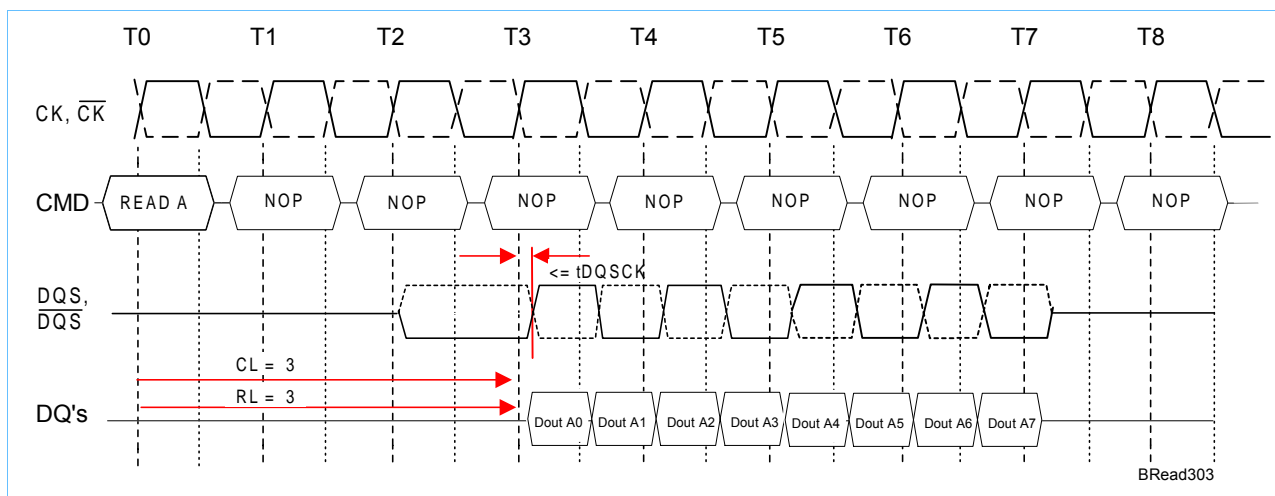 T0 T1 T2 T3 T4 T5 T6 T7 T8
CK, C̅K̅
CMD READ A NOP NOP NOP NOP NOP NOP NOP NOP
<= tDQSCK
DQS,
D̅Q̅S̅
CL = 3
RL = 3
DQ's Dout A0 Dout A1 Dout A2 Dout A3 Dout A4 Dout A5 Dout A6 Dout A7
BRead303